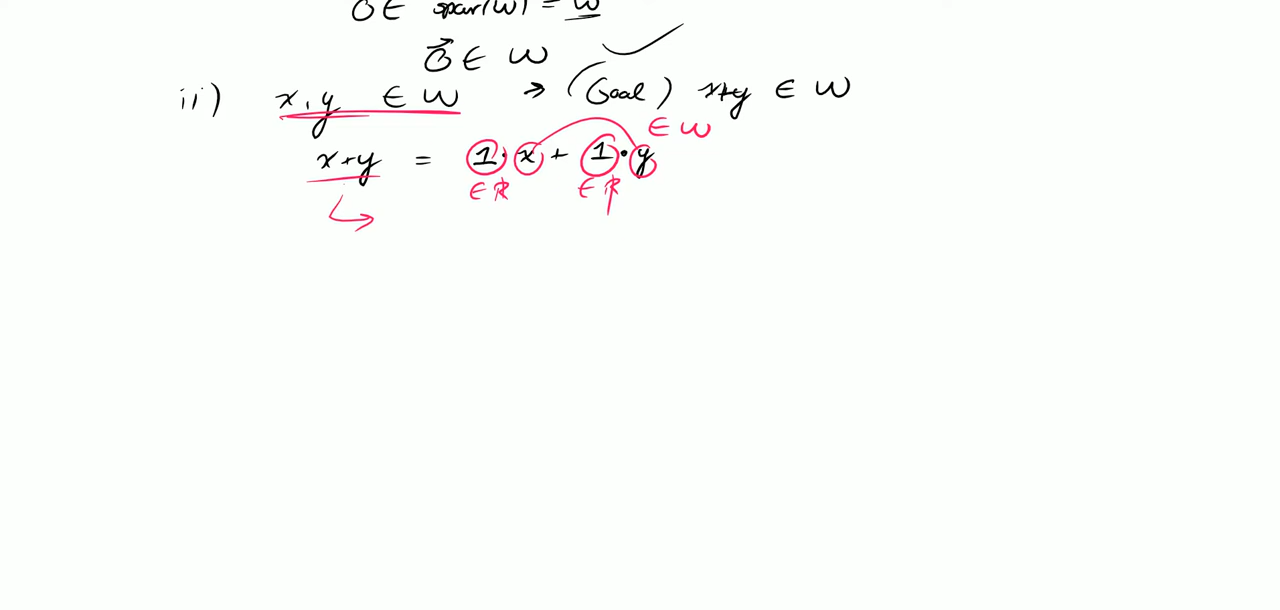 0 ∈ span(W) = W
0⃗ ∈ W ✓
ii) x, y ∈ W → (Goal) x+y ∈ W
∈ W
x+y = 1·x + 1·y
∈ ℝ ∈ ℝ